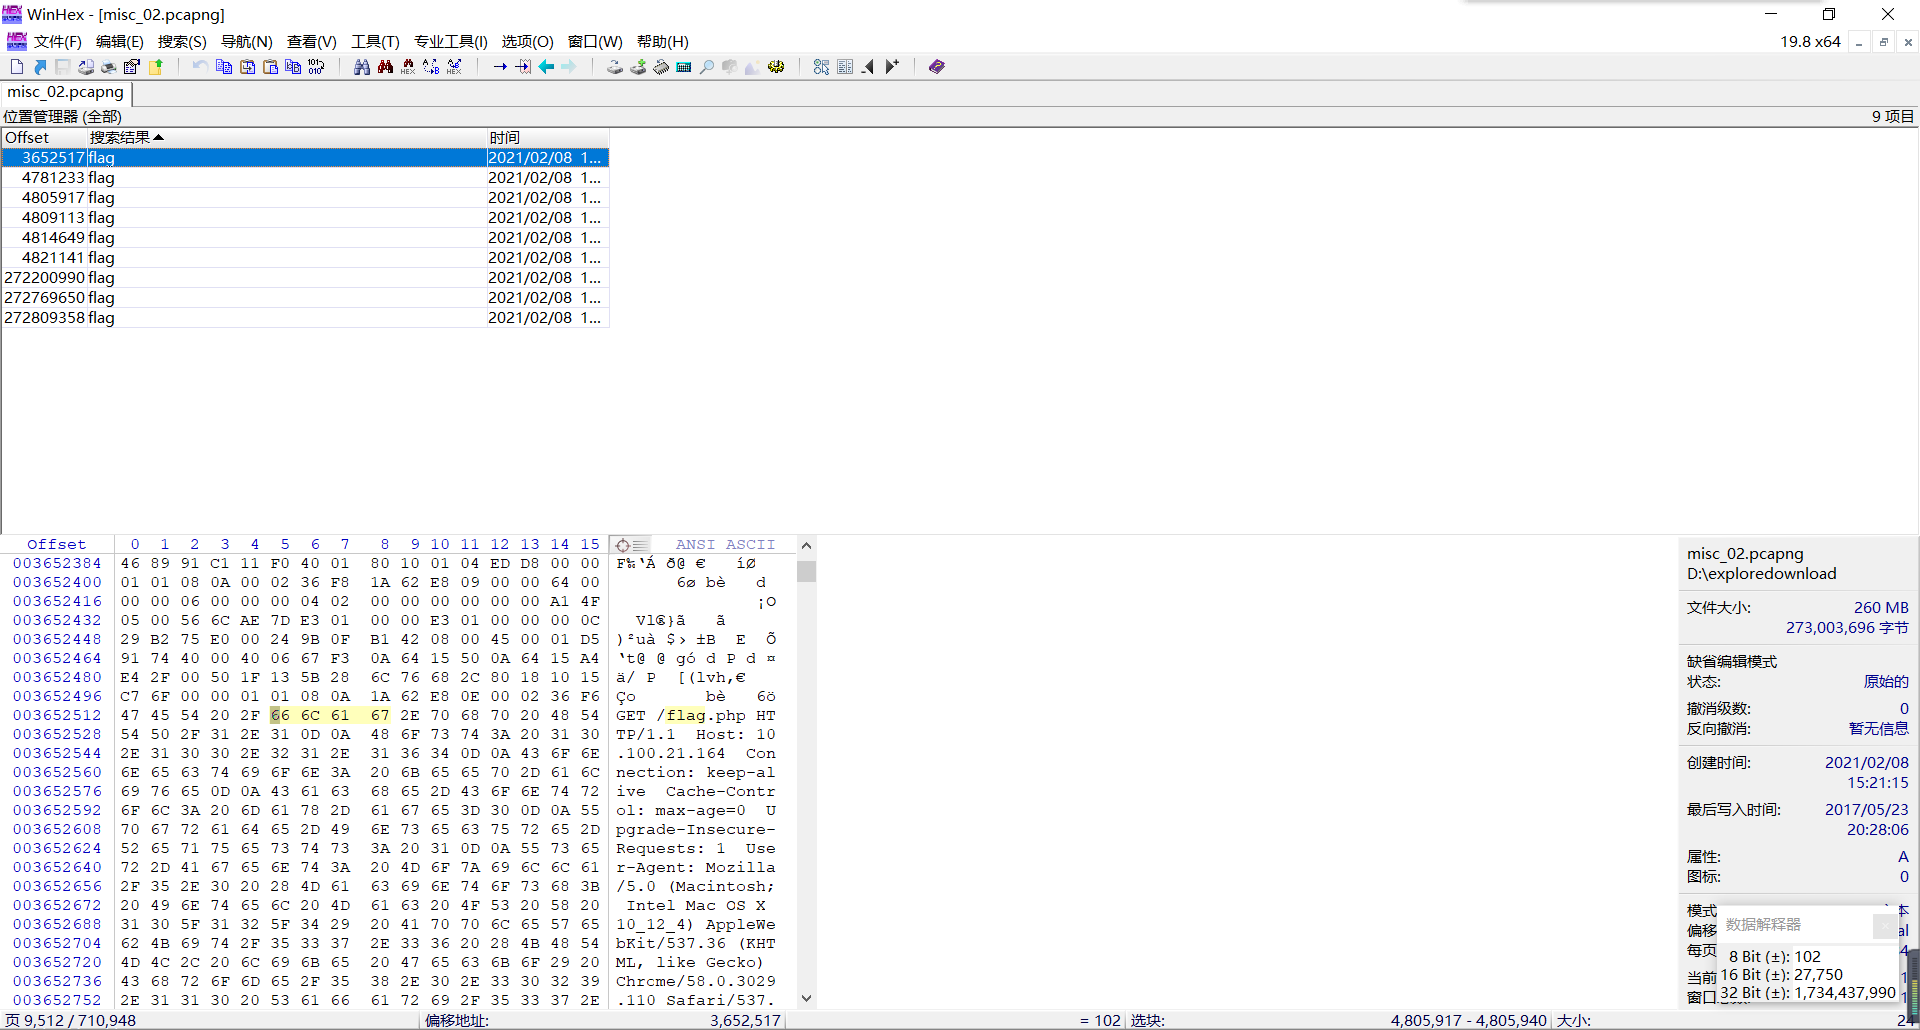 WinHex - [misc_02.pcapng]
文件(F) 编辑(E) 搜索(S) 导航(N) 查看(V) 工具(T) 专业工具(I) 选项(O) 窗口(W) 帮助(H) 19.8 x64
misc_02.pcapng
位置管理器 (全部) 9 项目
Offset 搜索结果 时间
3652517 flag 2021/02/08 1...
4781233 flag 2021/02/08 1...
4805917 flag 2021/02/08 1...
4809113 flag 2021/02/08 1...
4814649 flag 2021/02/08 1...
4821141 flag 2021/02/08 1...
272200990 flag 2021/02/08 1...
272769650 flag 2021/02/08 1...
272809358 flag 2021/02/08 1...
Offset 0 1 2 3 4 5 6 7 8 9 10 11 12 13 14 15 ANSI ASCII
003652384 46 89 91 C1 11 F0 40 01 80 10 01 04 ED D8 00 00 F‰‘Á ð@ € íØ
003652400 01 01 08 0A 00 02 36 F8 1A 62 E8 09 00 00 64 00 6ø bè d
003652416 00 00 06 00 00 00 04 02 00 00 00 00 00 00 A1 4F ¡O
003652432 05 00 56 6C AE 7D E3 01 00 00 E3 01 00 00 00 0C Vl®}ã ã
003652448 29 B2 75 E0 00 24 9B 0F B1 42 08 00 45 00 01 D5 )²uà $› ±B E Õ
003652464 91 74 40 00 40 06 67 F3 0A 64 15 50 0A 64 15 A4 ‘t@ @ gó d P d ¤
003652480 E4 2F 00 50 1F 13 5B 28 6C 76 68 2C 80 18 10 15 ä/ P [(lvh,€
003652496 C7 6F 00 00 01 01 08 0A 1A 62 E8 0E 00 02 36 F6 Ço bè 6ö
003652512 47 45 54 20 2F 66 6C 61 67 2E 70 68 70 20 48 54 GET /flag.php HT
003652528 54 50 2F 31 2E 31 0D 0A 48 6F 73 74 3A 20 31 30 TP/1.1 Host: 10
003652544 2E 31 30 30 2E 32 31 2E 31 36 34 0D 0A 43 6F 6E .100.21.164 Con
003652560 6E 65 63 74 69 6F 6E 3A 20 6B 65 65 70 2D 61 6C nection: keep-al
003652576 69 76 65 0D 0A 43 61 63 68 65 2D 43 6F 6E 74 72 ive Cache-Contr
003652592 6F 6C 3A 20 6D 61 78 2D 61 67 65 3D 30 0D 0A 55 ol: max-age=0 U
003652608 70 67 72 61 64 65 2D 49 6E 73 65 63 75 72 65 2D pgrade-Insecure-
003652624 52 65 71 75 65 73 74 73 3A 20 31 0D 0A 55 73 65 Requests: 1 Use
003652640 72 2D 41 67 65 6E 74 3A 20 4D 6F 7A 69 6C 6C 61 r-Agent: Mozilla
003652656 2F 35 2E 30 20 28 4D 61 63 69 6E 74 6F 73 68 3B /5.0 (Macintosh;
003652672 20 49 6E 74 65 6C 20 4D 61 63 20 4F 53 20 58 20 Intel Mac OS X
003652688 31 30 5F 31 32 5F 34 29 20 41 70 70 6C 65 57 65 10_12_4) AppleWe
003652704 62 4B 69 74 2F 35 33 37 2E 33 36 20 28 4B 48 54 bKit/537.36 (KHT
003652720 4D 4C 2C 20 6C 69 6B 65 20 47 65 63 6B 6F 29 20 ML, like Gecko)
003652736 43 68 72 6F 6D 65 2F 35 38 2E 30 2E 33 30 32 39 Chrome/58.0.3029
003652752 2E 31 31 30 20 53 61 66 61 72 69 2F 35 33 37 2E .110 Safari/537.
misc_02.pcapng
D:\exploredownload
文件大小: 260 MB
273,003,696 字节
缺省编辑模式
状态: 原始的
撤消级数: 0
反向撤消: 暂无信息
创建时间: 2021/02/08
15:21:15
最后写入时间: 2017/05/23
20:28:06
属性: A
图标: 0
模式
偏移
每页
当前
数据解释器
8 Bit (±): 102
16 Bit (±): 27,750
32 Bit (±): 1,734,437,990
页 9,512 / 710,948 偏移地址: 3,652,517 = 102 选块: 4,805,917 - 4,805,940 大小: 24